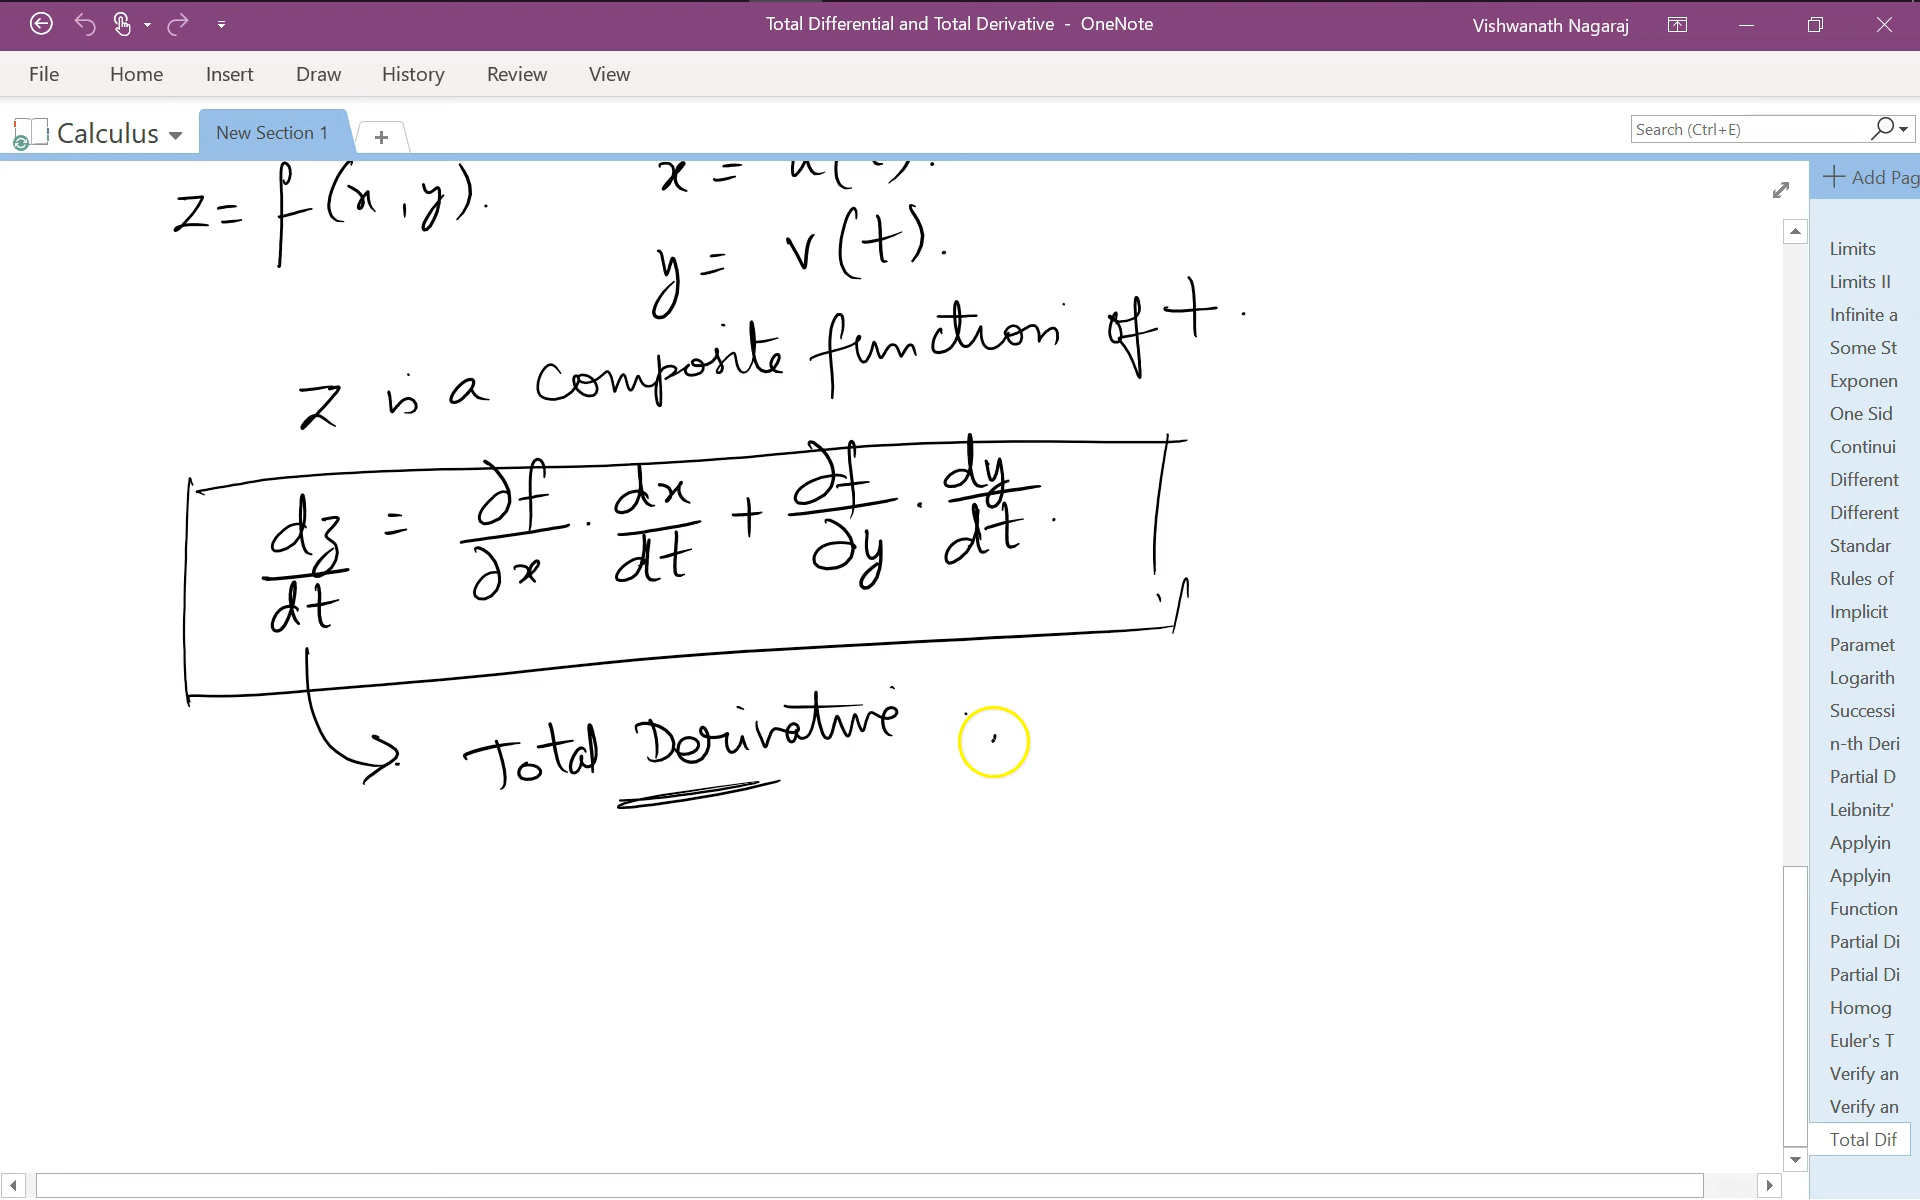 Total Differential and Total Derivative - OneNote
Vishwanath Nagaraj
File Home Insert Draw History Review View
Calculus
New Section 1
+
Search (Ctrl+E)
+ Add Pag
z = f(x, y).
x = u(t).
y = v(t).
z is a composite function of t.
dz/dt = ∂f/∂x · dx/dt + ∂f/∂y · dy/dt.
Total Derivative
Limits
Limits II
Infinite a
Some St
Exponen
One Sid
Continui
Different
Different
Standar
Rules of
Implicit
Paramet
Logarith
Successi
n-th Deri
Partial D
Leibnitz'
Applyin
Applyin
Function
Partial Di
Partial Di
Homog
Euler's T
Verify an
Verify an
Total Dif